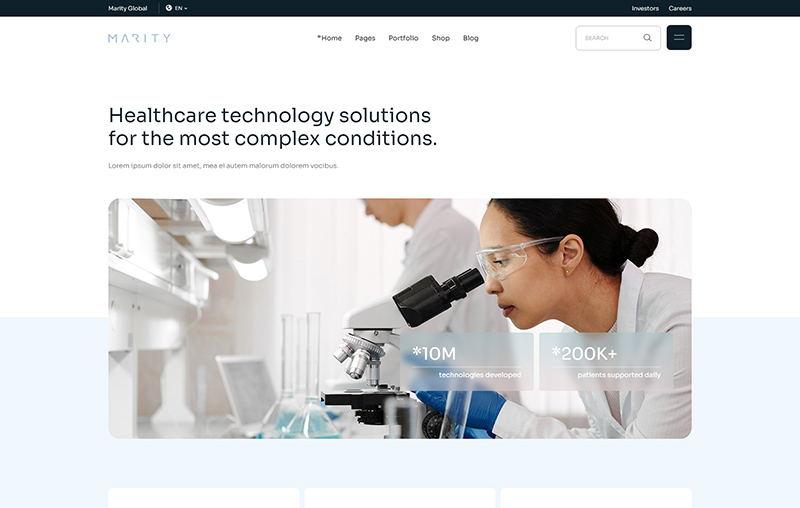 Marity Global
EN
Investors
Careers
MARITY
*Home
Pages
Portfolio
Shop
Blog
SEARCH
Healthcare technology solutions
for the most complex conditions.
Lorem ipsum dolor sit amet, mea ei autem malorum dolorem vocibus.
*10M
technologies developed
*200K+
patients supported daily